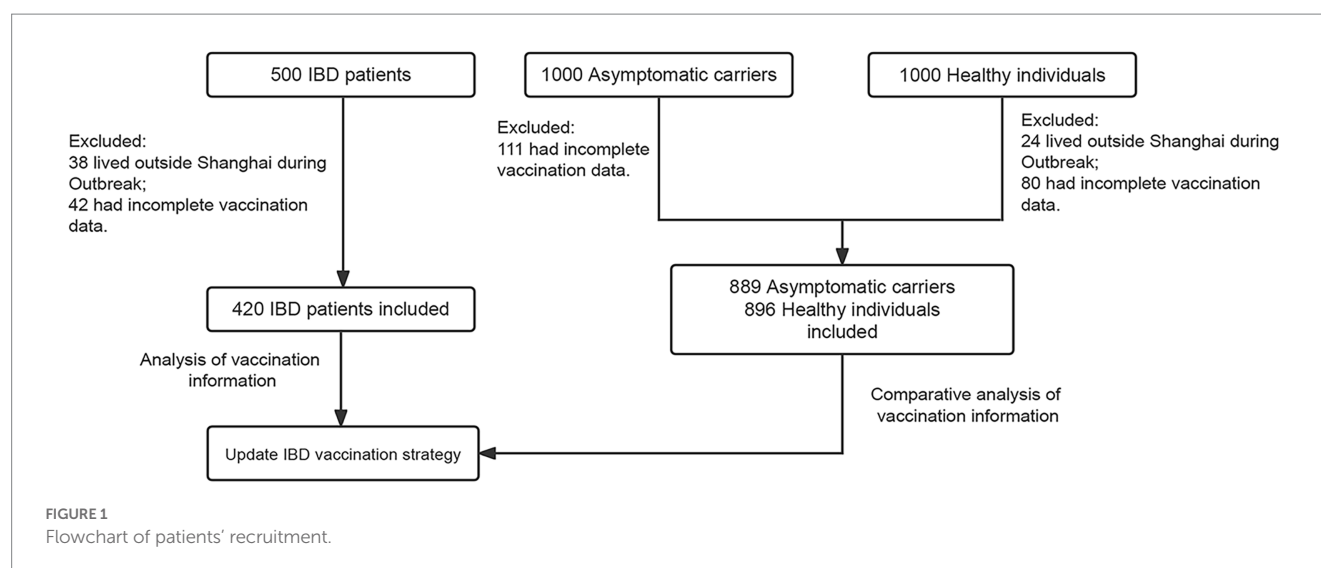 500 IBD patients
1000 Asymptomatic carriers
1000 Healthy individuals
Excluded:
38 lived outside Shanghai during
Outbreak;
42 had incomplete vaccination
data.
Excluded:
111 had incomplete
vaccination data.
Excluded:
24 lived outside Shanghai during
Outbreak;
80 had incomplete vaccination
data.
420 IBD patients included
889 Asymptomatic carriers
896 Healthy individuals
included
Analysis of vaccination
information
Comparative analysis of
vaccination information
Update IBD vaccination strategy
FIGURE 1
Flowchart of patients’ recruitment.